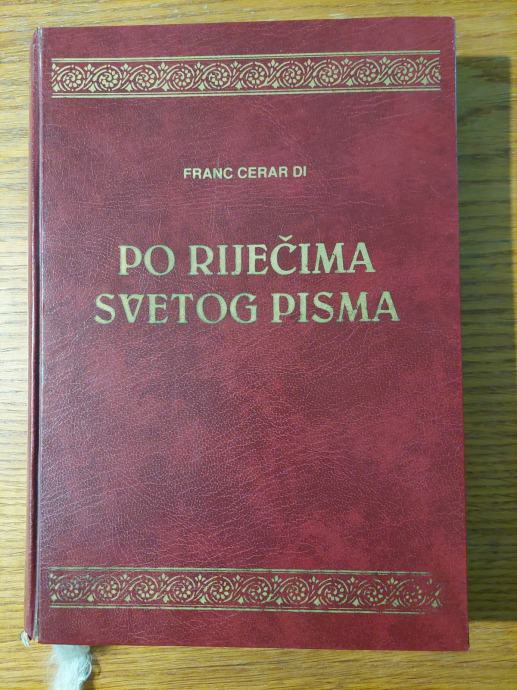 FRANC CERAR DI
PO RIJEČIMA
SVETOG PISMA